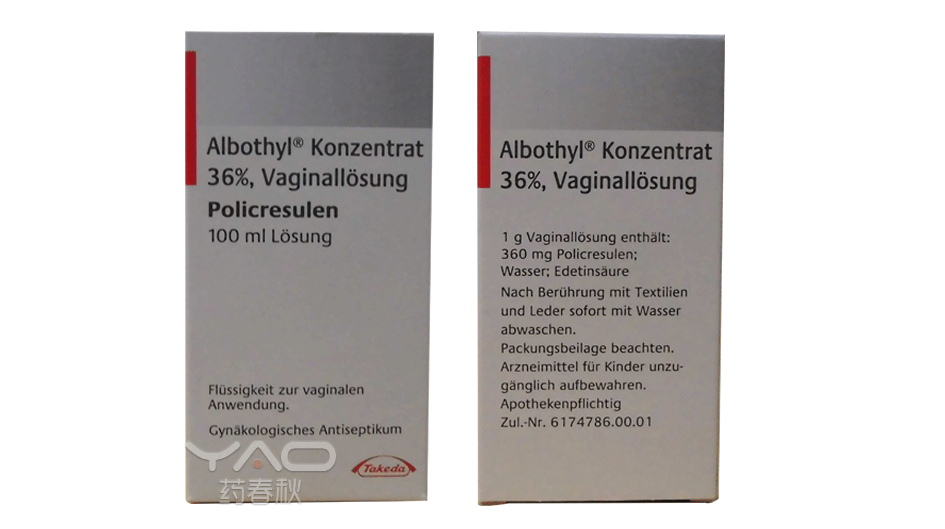 Albothyl® Konzentrat
36%, Vaginallösung
Policresulen
100 ml Lösung
Flüssigkeit zur vaginalen
Anwendung.
Gynäkologisches Antiseptikum
YAO
药春秋
Takeda
Albothyl® Konzentrat
36%, Vaginallösung
1 g Vaginallösung enthält:
360 mg Policresulen;
Wasser; Edetinsäure
Nach Berührung mit Textilien
und Leder sofort mit Wasser
abwaschen.
Packungsbeilage beachten.
Arzneimittel für Kinder unzu-
gänglich aufbewahren.
Apothekenpflichtig
Zul.-Nr. 6174786.00.01